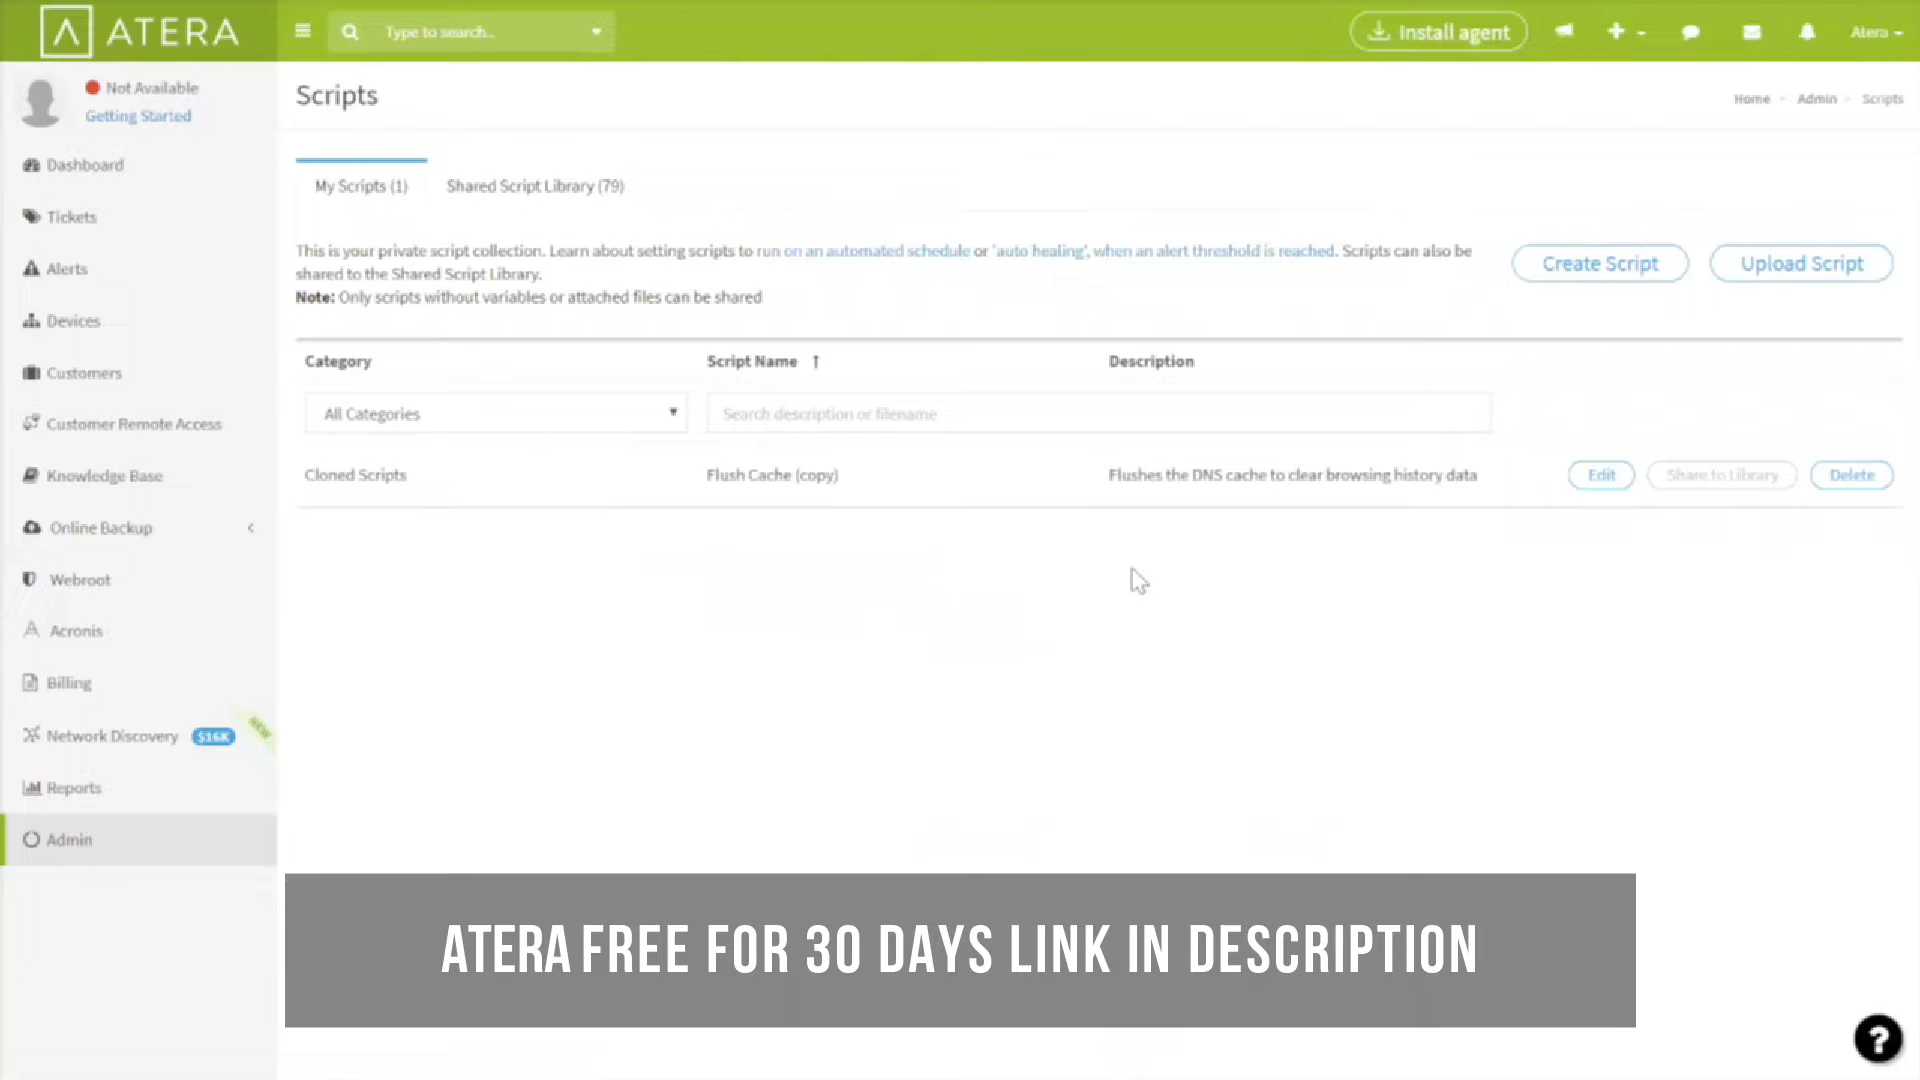 ATERA
Type to search...
Install agent
Atera
Not Available
Getting Started
Dashboard
Tickets
Alerts
Devices
Customers
Customer Remote Access
Knowledge Base
Online Backup
Webroot
Acronis
Billing
Network Discovery $16K NEW
Reports
Admin
Scripts
Home - Admin - Scripts
My Scripts (1) Shared Script Library (79)
This is your private script collection. Learn about setting scripts to run on an automated schedule or 'auto healing', when an alert threshold is reached. Scripts can also be
shared to the Shared Script Library.
Note: Only scripts without variables or attached files can be shared
Create Script Upload Script
Category Script Name ↑ Description
All Categories Search description or filename
Cloned Scripts Flush Cache (copy) Flushes the DNS cache to clear browsing history data Edit Share to Library Delete
ATERA FREE FOR 30 DAYS LINK IN DESCRIPTION
?